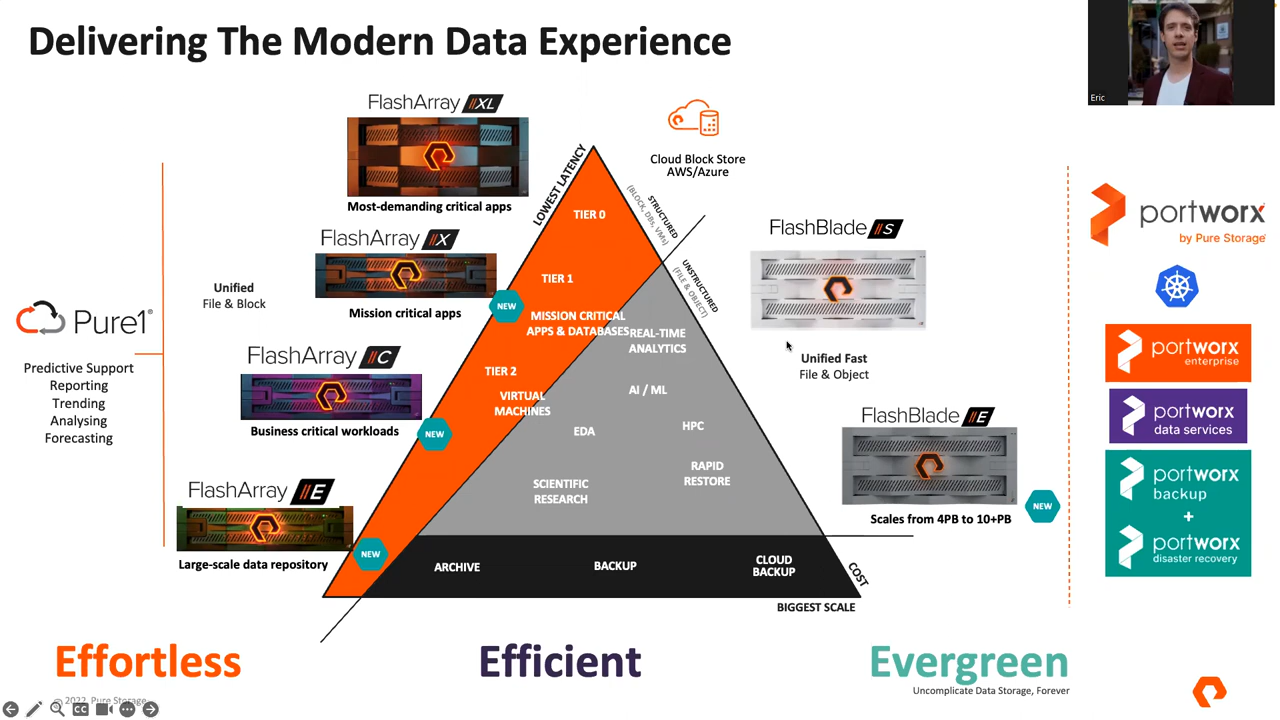 Delivering The Modern Data Experience
Eric
FlashArray //XL
Most-demanding critical apps
FlashArray //X
Mission critical apps
NEW
Unified
File & Block
FlashArray //C
Business critical workloads
NEW
FlashArray //E
Large-scale data repository
NEW
Pure1®
Predictive Support
Reporting
Trending
Analysing
Forecasting
Cloud Block Store
AWS/Azure
LOWEST LATENCY
STRUCTURED
(BLOCK, DBs, VMs)
UNSTRUCTURED
(FILE & OBJECT)
TIER 0
TIER 1
MISSION CRITICAL
APPS & DATABASES
REAL-TIME
ANALYTICS
TIER 2
VIRTUAL
MACHINES
AI / ML
EDA
HPC
RAPID
RESTORE
SCIENTIFIC
RESEARCH
ARCHIVE
BACKUP
CLOUD
BACKUP
COST
BIGGEST SCALE
FlashBlade //S
Unified Fast
File & Object
FlashBlade //E
Scales from 4PB to 10+PB
NEW
portworx
by Pure Storage®
portworx
enterprise
portworx
data services
portworx
backup
+
portworx
disaster recovery
Effortless
Efficient
Evergreen
Uncomplicate Data Storage, Forever
© 2022 Pure Storage
CC